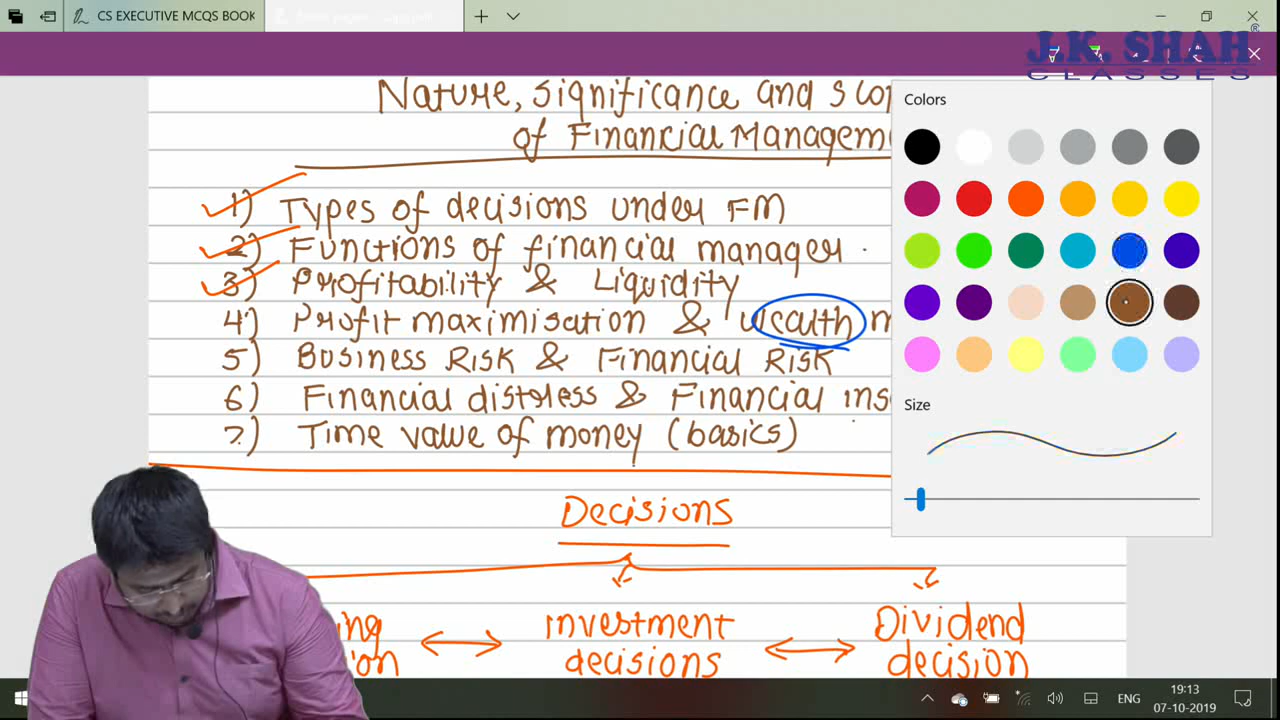 CS EXECUTIVE MCQS BOOK
J.K. SHAH®
CLASSES
Nature, Significance and
of Financial
1) Types of decisions under FM
2) Functions of financial manager
3) Profitability & Liquidity
4) Profit maximisation & wealth
5) Business Risk & Financial Risk
6) Financial distress & Financial
7) Time value of money (basics)
Decisions
Investment
decisions
Dividend
decision
Colors
Size
ENG
19:13
07-10-2019